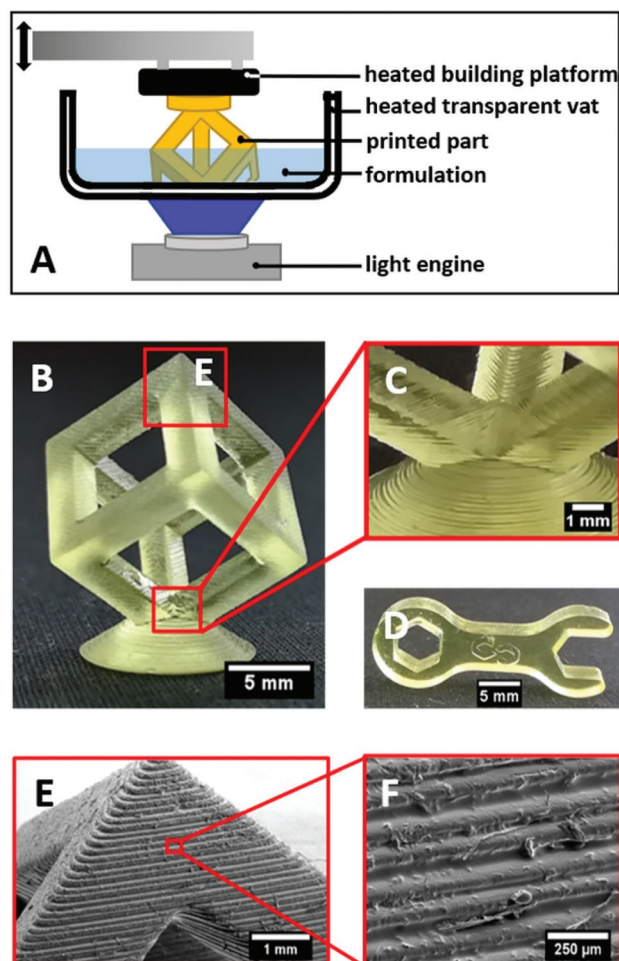 heated building platform
heated transparent vat
printed part
formulation
light engine
A
B
E
C
1 mm
D
5 mm
5 mm
E
1 mm
F
250 µm